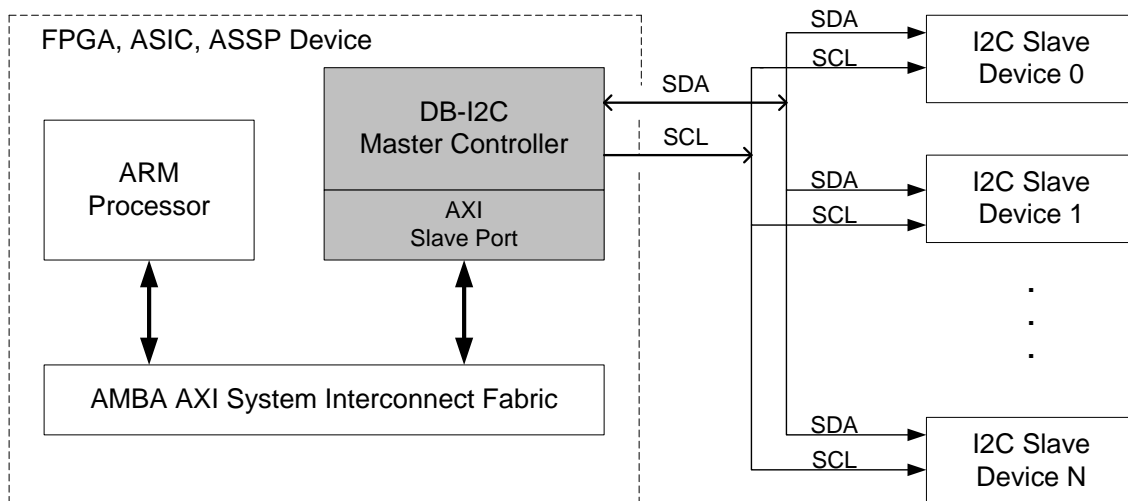 FPGA, ASIC, ASSP Device
DB-I2C
Master Controller
AXI
Slave Port
ARM
Processor
AMBA AXI System Interconnect Fabric
SDA
SCL
SDA
SCL
I2C Slave
Device 0
SDA
SCL
I2C Slave
Device 1
.
.
.
SDA
SCL
I2C Slave
Device N